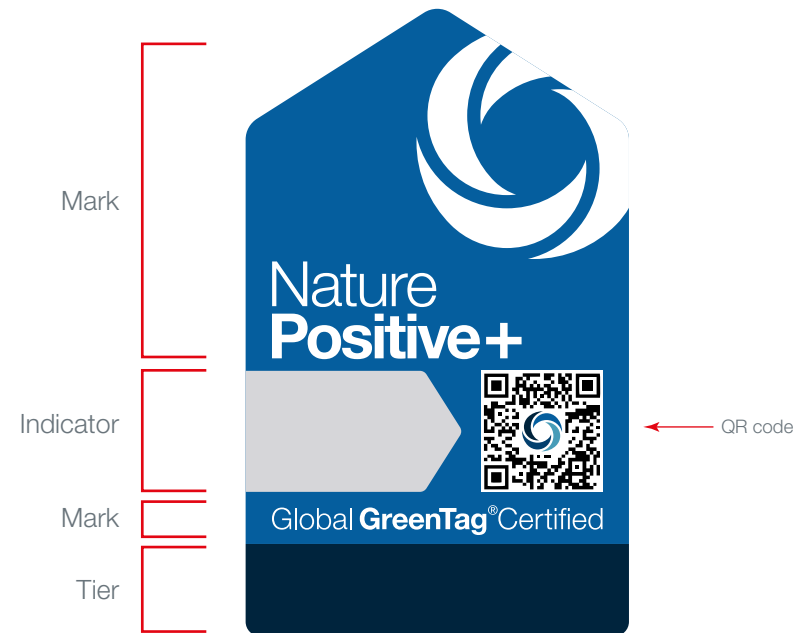 Mark
Nature
Positive+
Indicator
QR code
Mark
Global GreenTag®Certified
Tier